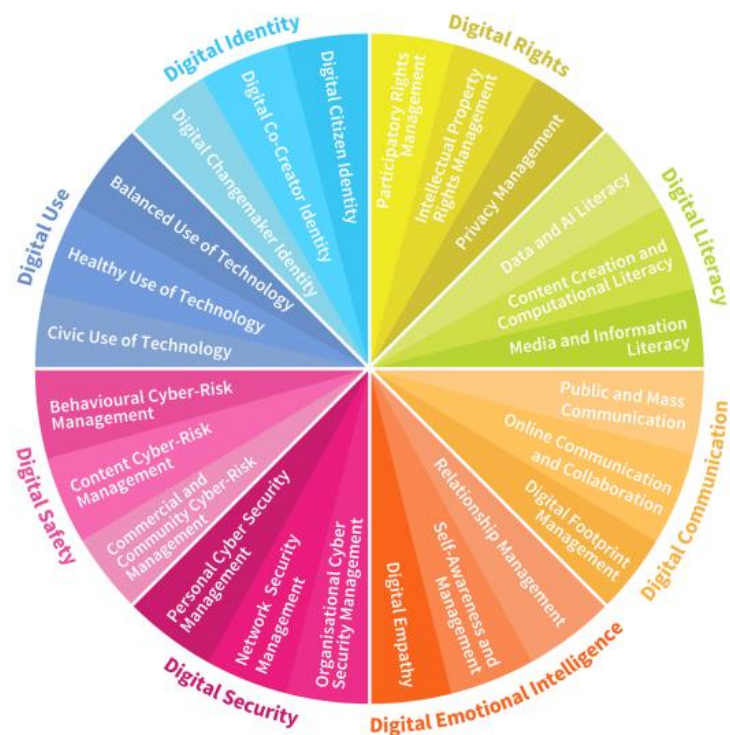 Digital Identity
Digital Citizen Identity
Digital Co-Creator Identity
Digital Changemaker Identity
Digital Rights
Participatory Rights
Management
Intellectual Property
Rights Management
Privacy Management
Digital Literacy
Data and AI Literacy
Content Creation and
Computational Literacy
Media and Information
Literacy
Digital Communication
Public and Mass
Communication
Online Communication
and Collaboration
Digital Footprint
Management
Digital Emotional Intelligence
Relationship Management
Self-Awareness and
Management
Digital Empathy
Digital Security
Organisational Cyber
Security Management
Network Security
Management
Personal Cyber Security
Management
Digital Safety
Commercial and
Community Cyber-Risk
Management
Content Cyber-Risk
Management
Behavioural Cyber-Risk
Management
Digital Use
Civic Use of Technology
Healthy Use of Technology
Balanced Use of Technology